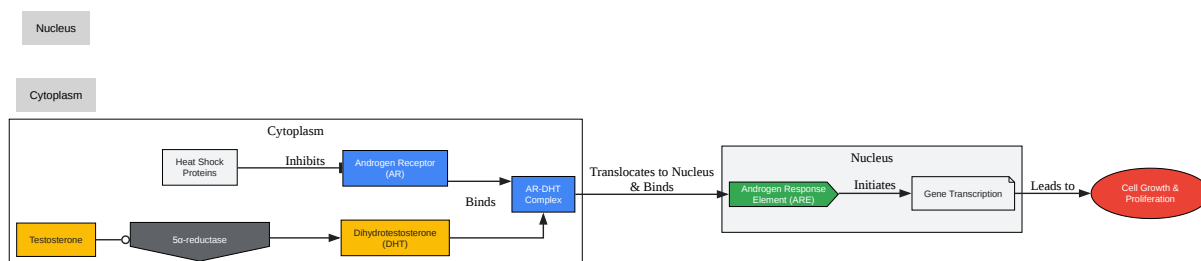 Nucleus
Cytoplasm
Cytoplasm
Heat Shock
Proteins
Inhibits
Androgen Receptor
(AR)
Binds
AR-DHT
Complex
Testosterone
5α-reductase
Dihydrotestosterone
(DHT)
Translocates to Nucleus
& Binds
Nucleus
Androgen Response
Element (ARE)
Initiates
Gene Transcription
Leads to
Cell Growth &
Proliferation